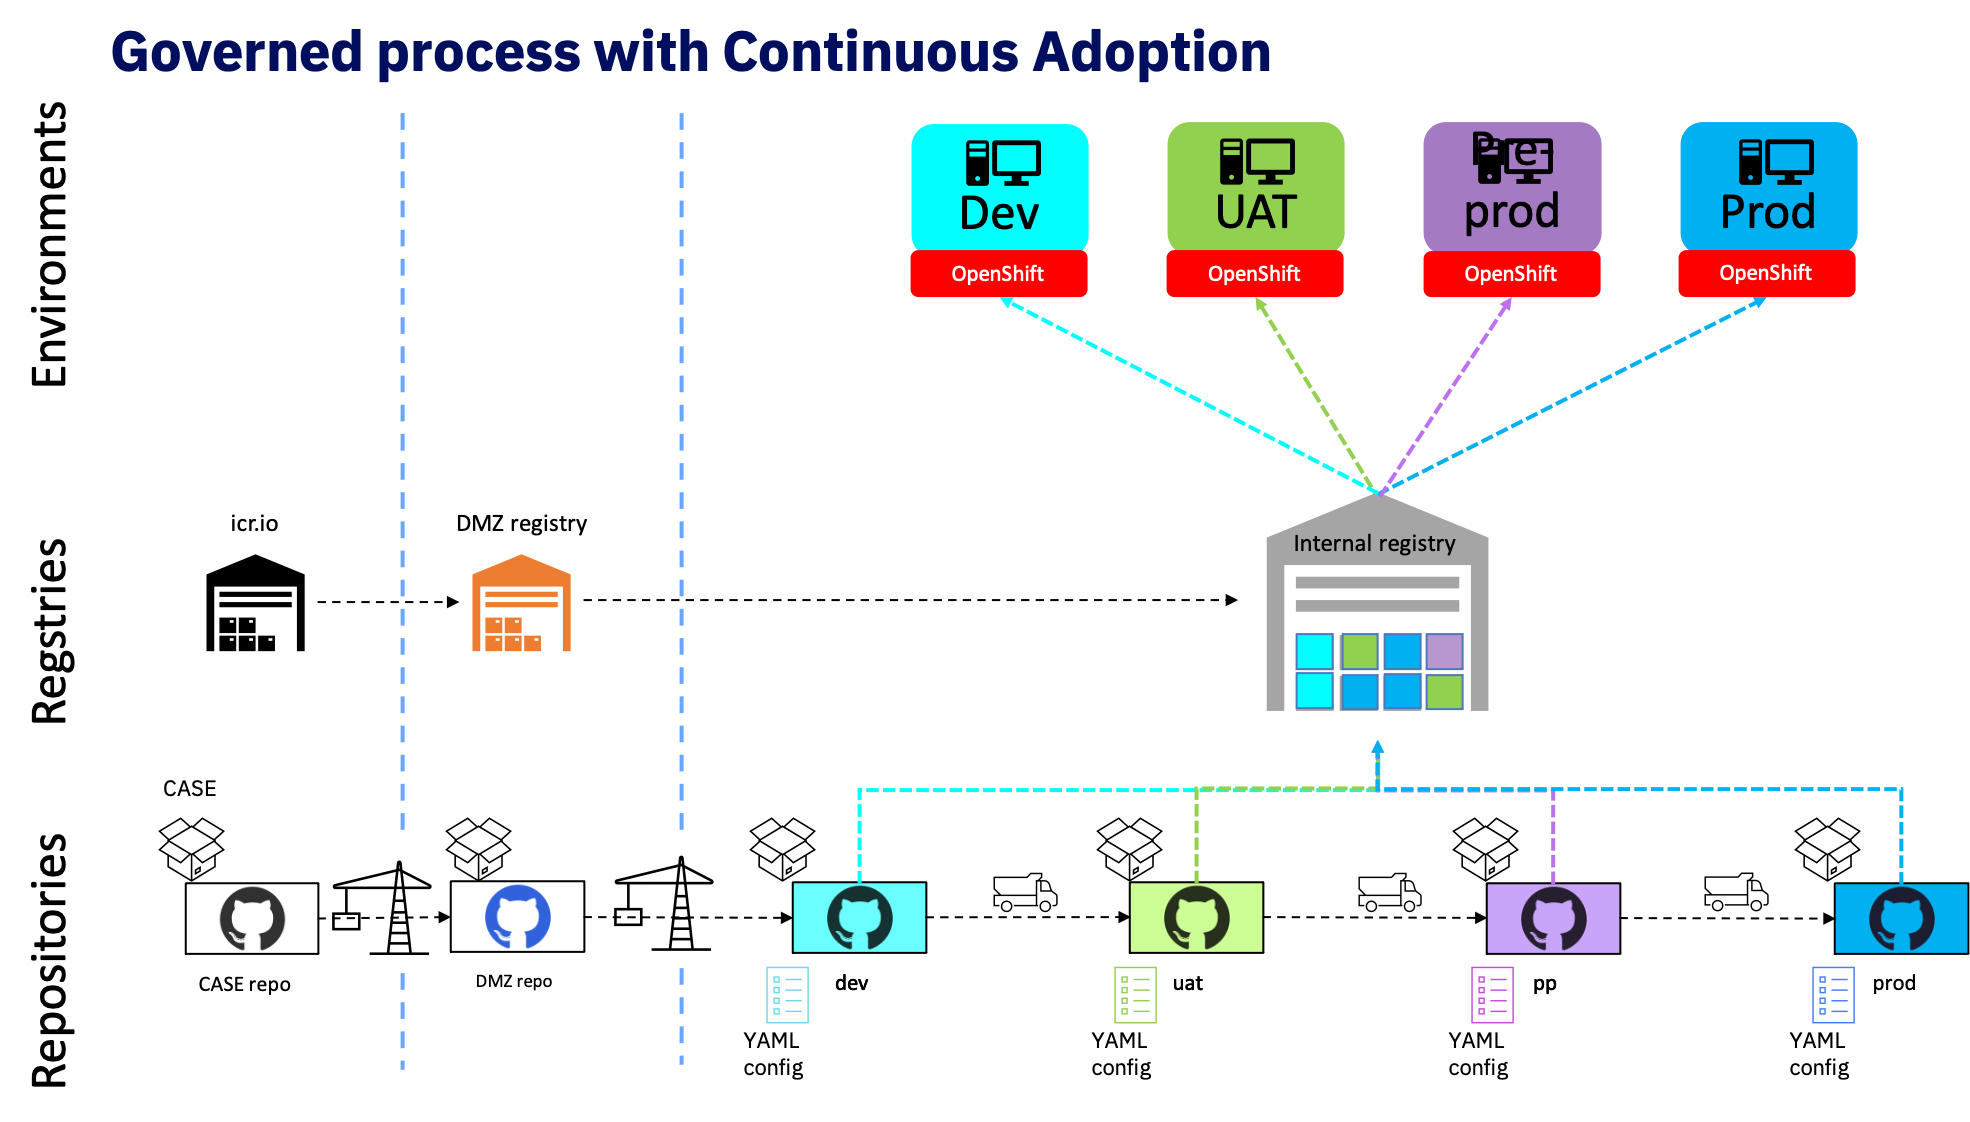 Governed process with Continuous Adoption
Environments
Dev
UAT
Pre-
prod
Prod
OpenShift
OpenShift
OpenShift
OpenShift
Regstries
icr.io
DMZ registry
Internal registry
Repositories
CASE
CASE repo
DMZ repo
dev
uat
pp
prod
YAML
config
YAML
config
YAML
config
YAML
config